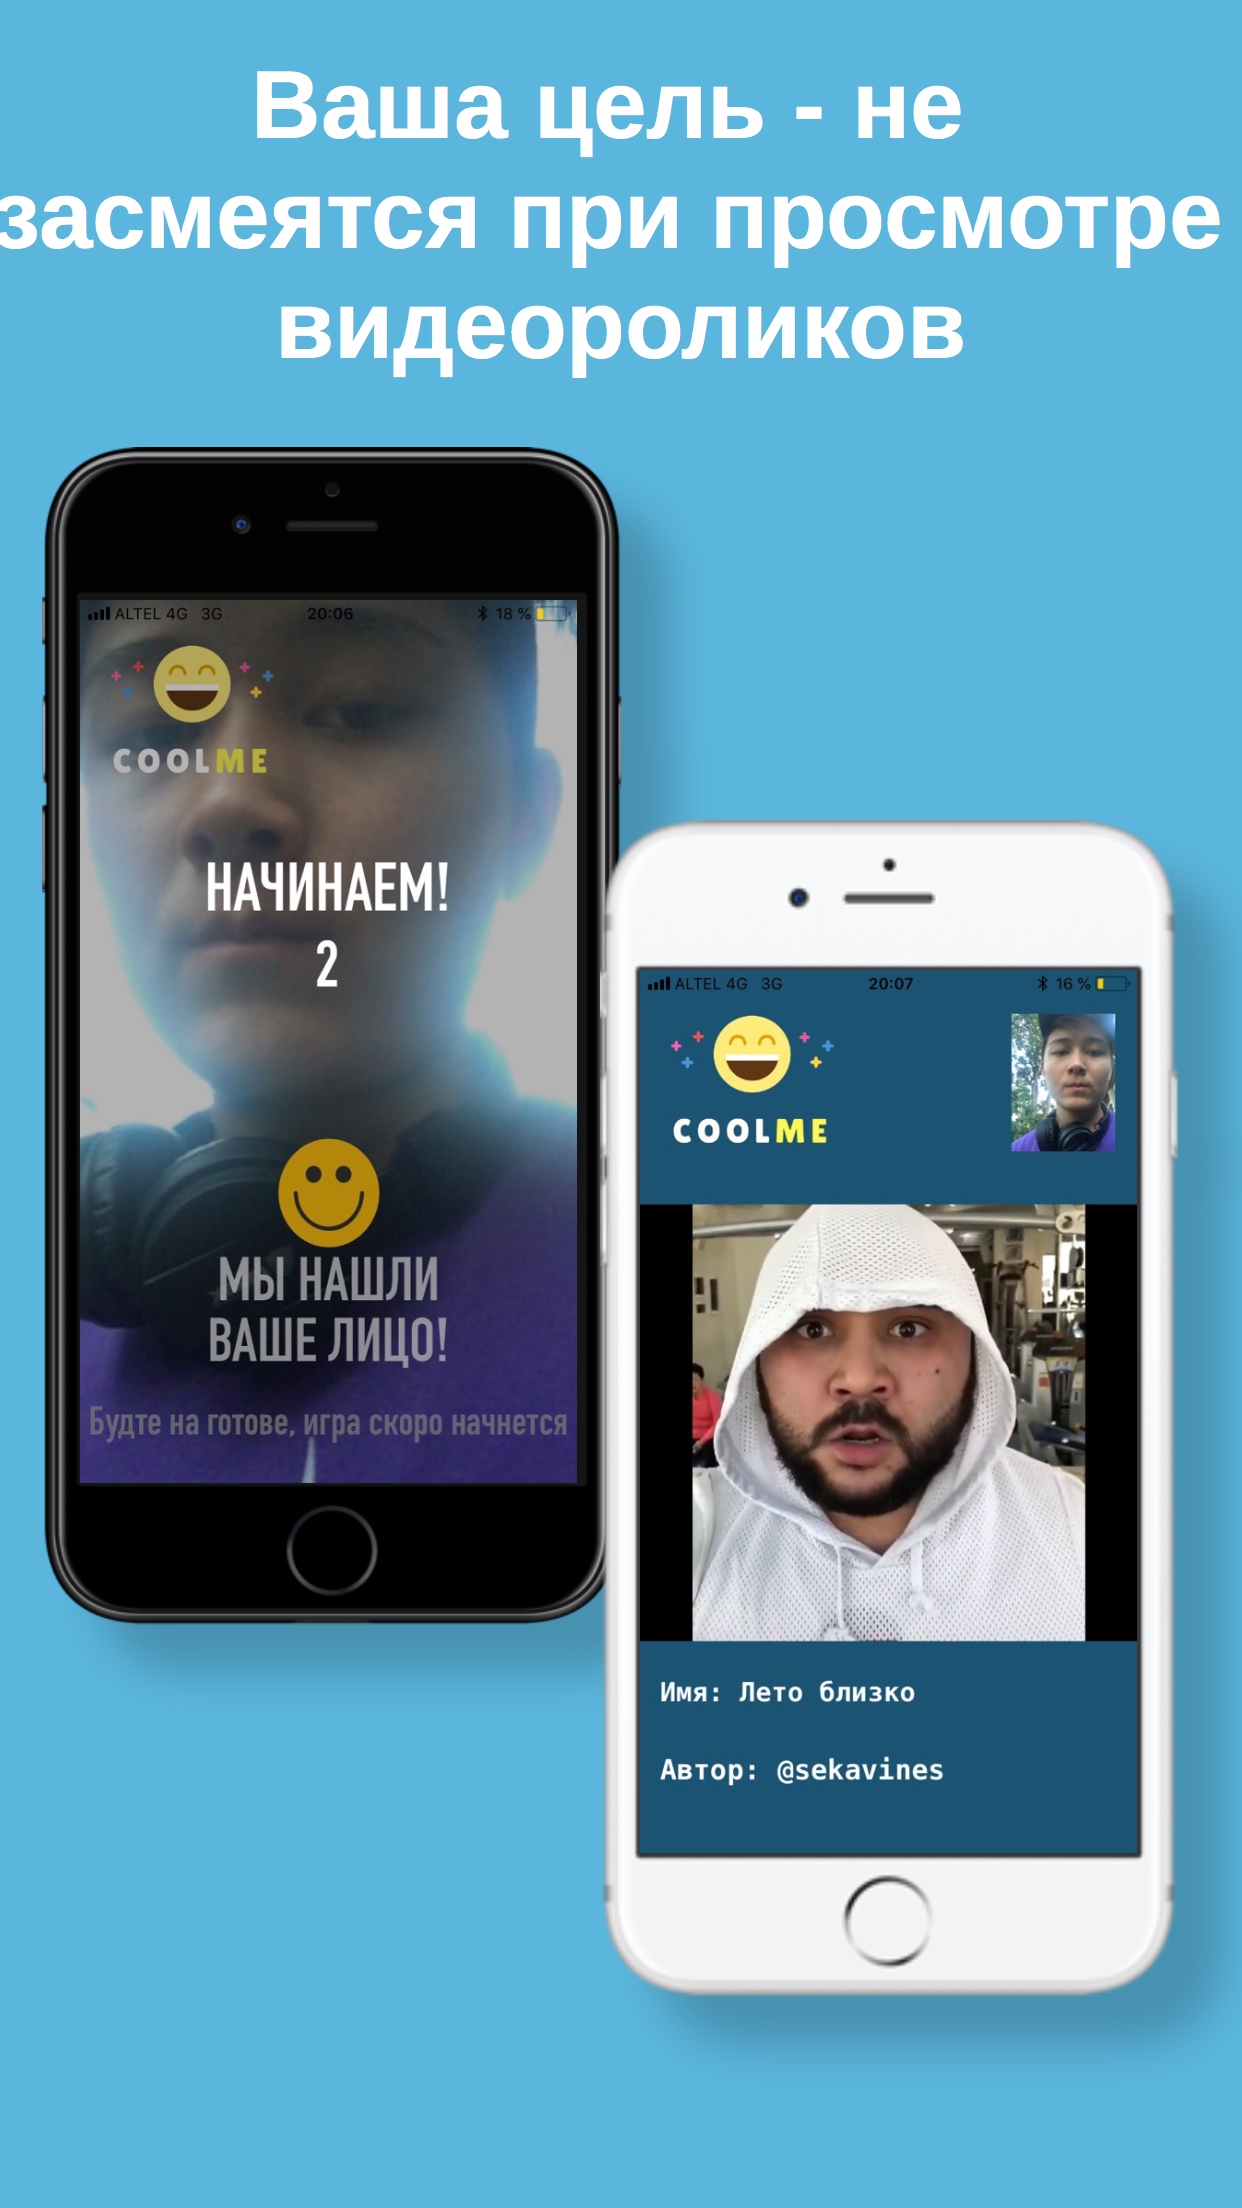 Ваша цель - не
засмеятся при просмотре
видеороликов
ALTEL 4G 3G 20:06 18 %
COOLME
НАЧИНАЕМ!
2
МЫ НАШЛИ
ВАШЕ ЛИЦО!
Будте на готове, игра скоро начнется
ALTEL 4G 3G 20:07 16 %
COOLME
Имя: Лето близко
Автор: @sekavines